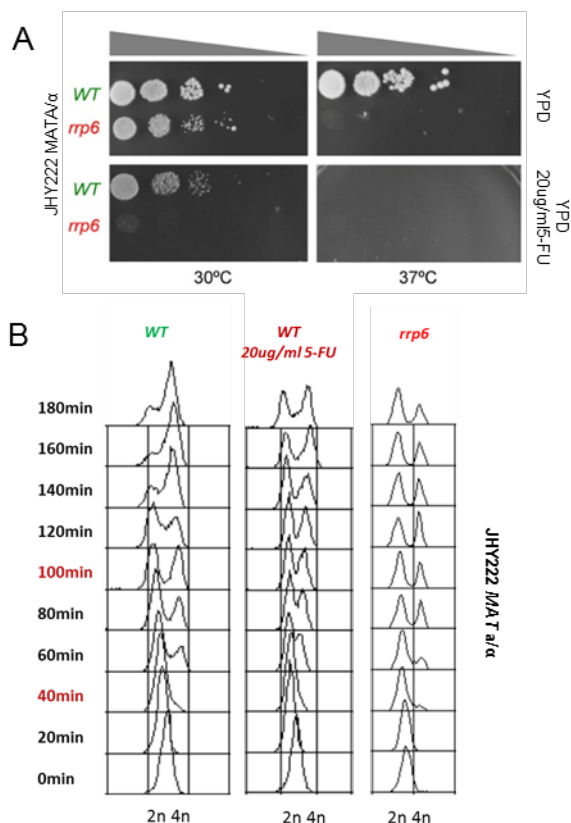 A
JHY222 MATA/α
WT
rrp6
YPD
WT
rrp6
YPD
20ug/ml5-FU
30ºC
37ºC
B
WT
WT
20ug/ml 5-FU
rrp6
180min
160min
140min
120min
100min
80min
60min
40min
20min
0min
JHY222 MAT a/α
2n 4n
2n 4n
2n 4n